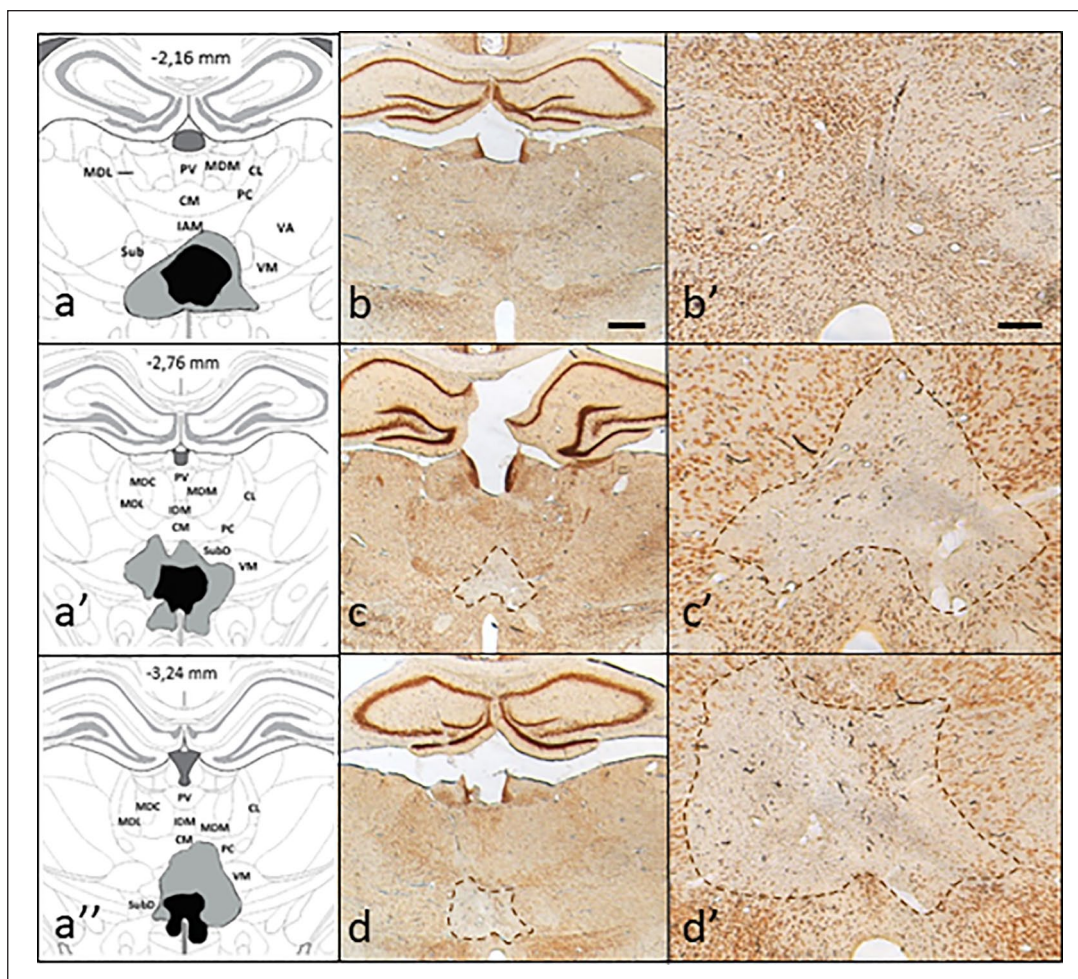 -2,16 mm
MDL PV MDM CL
PC
CM
IAM
VA
Sub
VM
a
b
b'
-2,76 mm
PV
MDC MDM CL
MDL
IDM
CM PC
SubD
VM
a'
c
c'
-3,24 mm
PV
MDC CL
MDL IDM MDM
CM
PC
VM
SubD
a''
d
d'